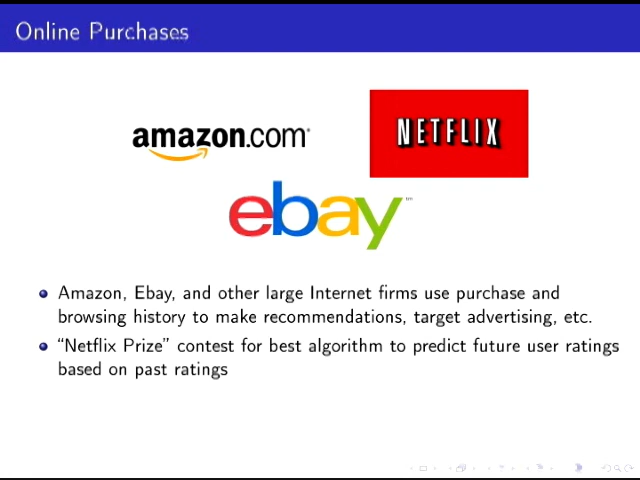 Online Purchases
amazon.com
NETFLIX
ebay™
Amazon, Ebay, and other large Internet firms use purchase and
browsing history to make recommendations, target advertising, etc.
“Netflix Prize” contest for best algorithm to predict future user ratings
based on past ratings